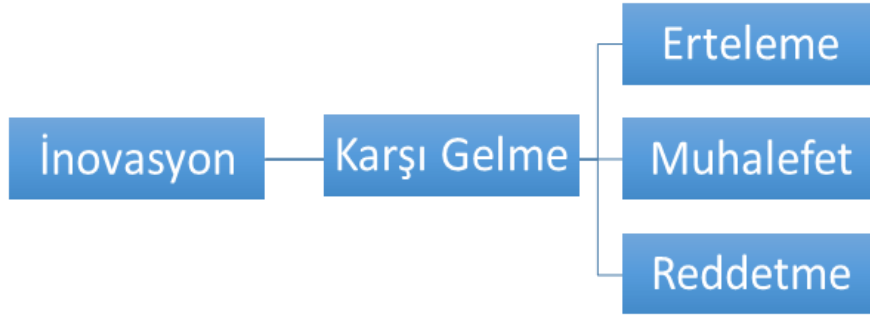 İnovasyon
Karşı Gelme
Erteleme
Muhalefet
Reddetme